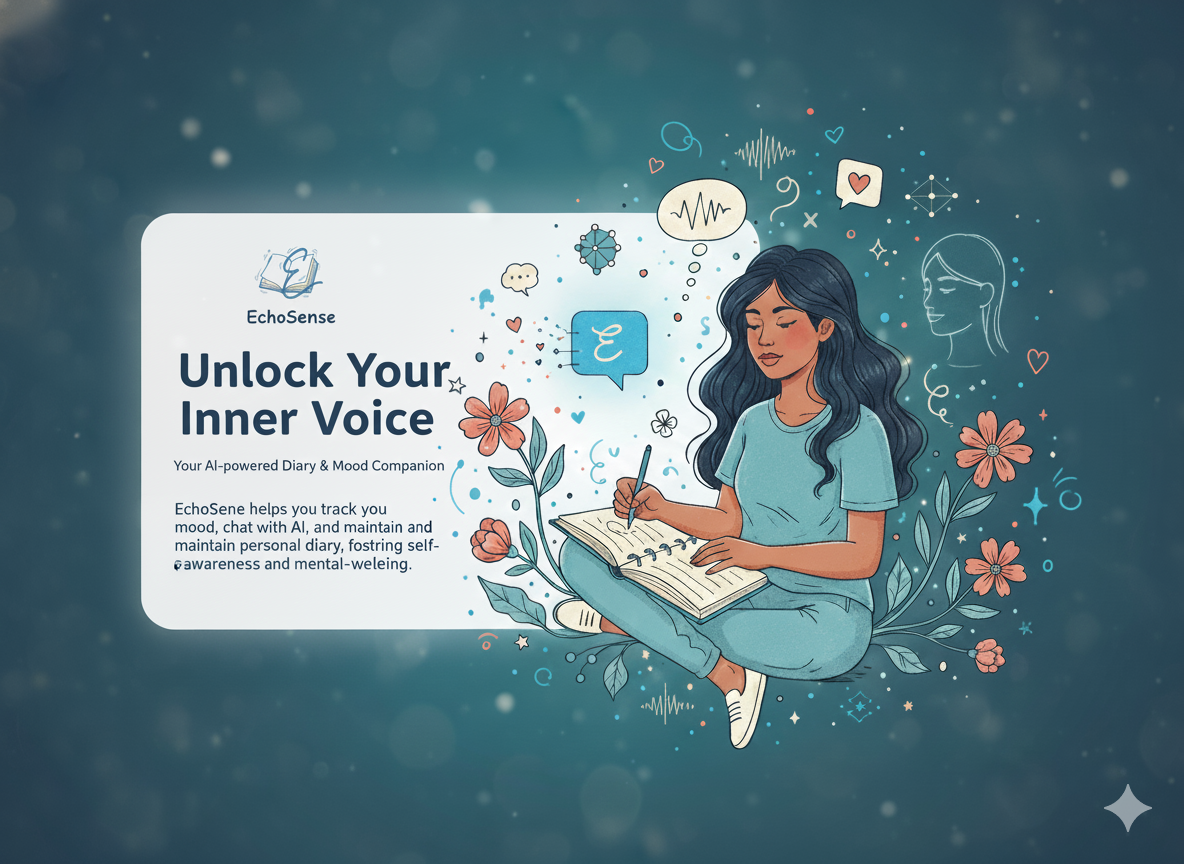 EchoSense
Unlock Your
Inner Voice
Your AI-powered Diary & Mood Companion
EchoSene helps you track you
mood, chat with AI, and maintain and
maintain personal diary, fostring self-
awareness and mental-weleing.
E